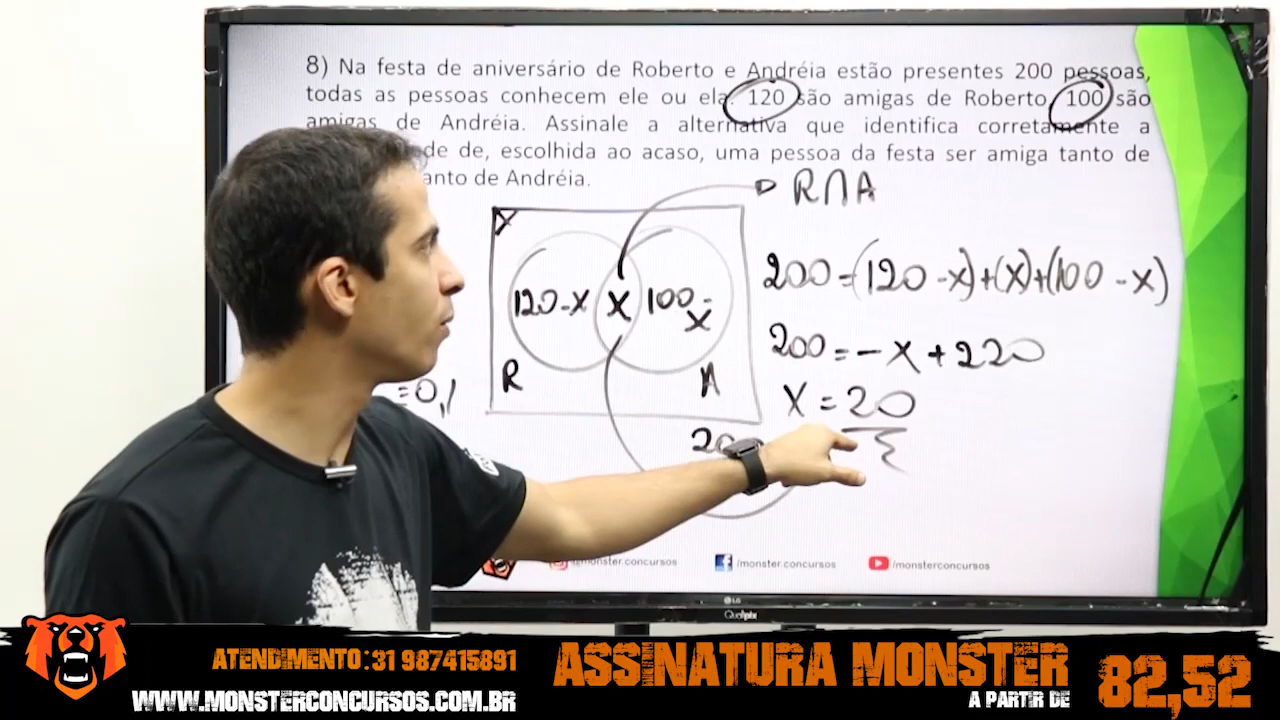 8) Na festa de aniversário de Roberto e Andréia estão presentes 200 pessoas,
todas as pessoas conhecem ele ou ela. 120 são amigas de Roberto, 100 são
amigas de Andréia. Assinale a alternativa que identifica corretamente a
de de, escolhida ao acaso, uma pessoa da festa ser amiga tanto de
anto de Andréia.
R∩A
120-x x 100-x
R A
200=(120-x)+(x)+(100-x)
200=-x+220
x=20
=0,1
@monster.concursos /monster.concursos /monsterconcursos
LG
Qualipix
ATENDIMENTO: 31 987415891
WWW.MONSTERCONCURSOS.COM.BR
ASSINATURA MONSTER
A PARTIR DE
82,52